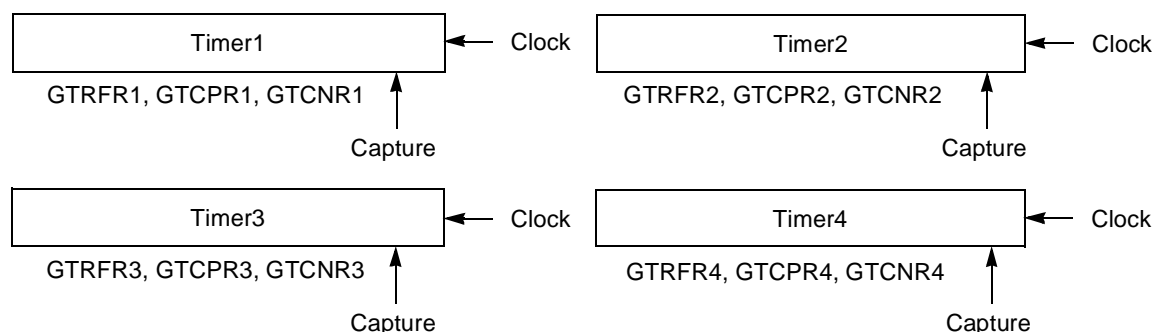 Timer1
Clock
GTRFR1, GTCPR1, GTCNR1
Capture
Timer2
Clock
GTRFR2, GTCPR2, GTCNR2
Capture
Timer3
Clock
GTRFR3, GTCPR3, GTCNR3
Capture
Timer4
Clock
GTRFR4, GTCPR4, GTCNR4
Capture